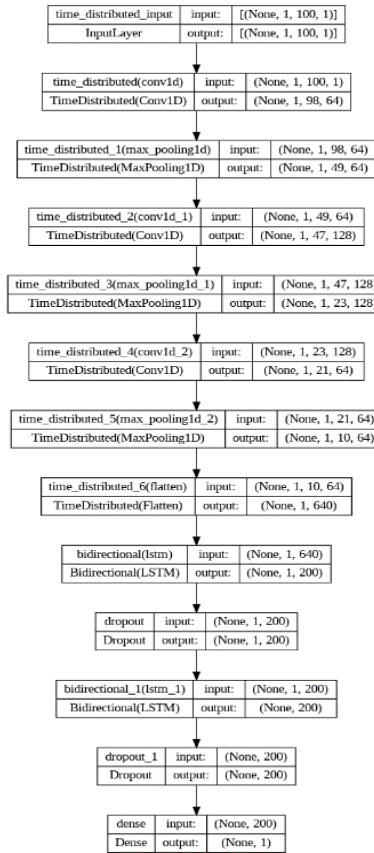 time_distributed_input input: [(None, 1, 100, 1)]
InputLayer output: [(None, 1, 100, 1)]
time_distributed(conv1d) input: (None, 1, 100, 1)
TimeDistributed(Conv1D) output: (None, 1, 98, 64)
time_distributed_1(max_pooling1d) input: (None, 1, 98, 64)
TimeDistributed(MaxPooling1D) output: (None, 1, 49, 64)
time_distributed_2(conv1d_1) input: (None, 1, 49, 64)
TimeDistributed(Conv1D) output: (None, 1, 47, 128)
time_distributed_3(max_pooling1d_1) input: (None, 1, 47, 128)
TimeDistributed(MaxPooling1D) output: (None, 1, 23, 128)
time_distributed_4(conv1d_2) input: (None, 1, 23, 128)
TimeDistributed(Conv1D) output: (None, 1, 21, 64)
time_distributed_5(max_pooling1d_2) input: (None, 1, 21, 64)
TimeDistributed(MaxPooling1D) output: (None, 1, 10, 64)
time_distributed_6(flatten) input: (None, 1, 10, 64)
TimeDistributed(Flatten) output: (None, 1, 640)
bidirectional(lstm) input: (None, 1, 640)
Bidirectional(LSTM) output: (None, 1, 200)
dropout input: (None, 1, 200)
Dropout output: (None, 1, 200)
bidirectional_1(lstm_1) input: (None, 1, 200)
Bidirectional(LSTM) output: (None, 200)
dropout_1 input: (None, 200)
Dropout output: (None, 200)
dense input: (None, 200)
Dense output: (None, 1)